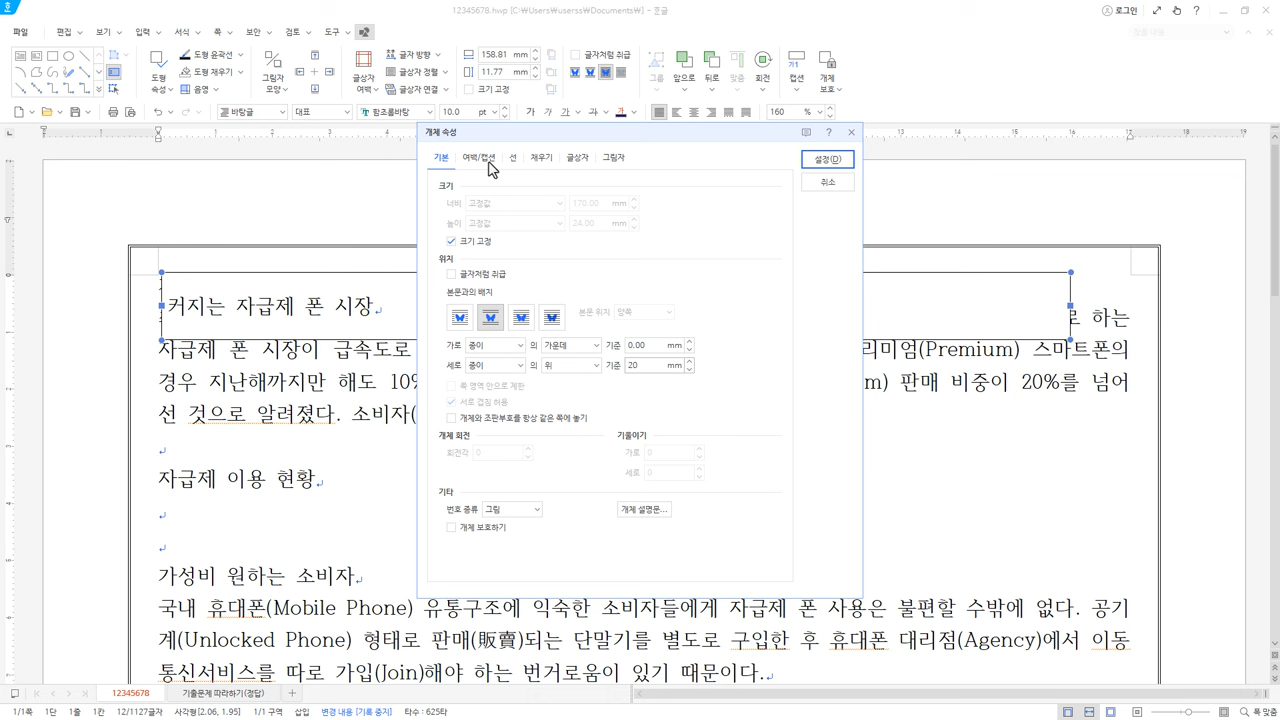 12345678.hwp [C:₩Users₩userss₩Documents₩] - 훈글
로그인
파일 편집 보기 입력 서식 쪽 보안 검토 도구
도형 윤곽선 글자 방향 158.81 mm 글자처럼 취급
도형 채우기 글자 정렬 11.77 mm
음영 글상자 연결 크기 고정
도형 속성 그림자 모양 글상자 여백 그룹 앞으로 뒤로 맞춤 회전 캡션 개체 보호
바탕글 대표 함초롬바탕 10.0 pt 가 가 가 가 가 160 %
개체 속성
기본 여백/캡션 선 채우기 글상자 그림자
설정(D)
취소
크기
너비 고정값 170.00 mm
높이 고정값 24.00 mm
크기 고정
위치
글자처럼 취급
본문과의 배치
본문 위치 양쪽
가로 종이 의 가운데 기준 0.00 mm
세로 종이 의 위 기준 20 mm
쪽 영역 안으로 제한
세로 겹침 허용
개체와 조판부호를 항상 같은 쪽에 놓기
개체 회전 기울이기
회전각 0 가로 0
세로 0
기타
번호 종류 그림 개체 설명문...
개체 보호하기
커지는 자급제 폰 시장
하는
자급제 폰 시장이 급속도로 리미엄(Premium) 스마트폰의
경우 지난해까지만 해도 10% 판매 비중이 20%를 넘어
선 것으로 알려졌다. 소비자(
자급제 이용 현황
가성비 원하는 소비자
국내 휴대폰(Mobile Phone) 유통구조에 익숙한 소비자들에게 자급제 폰 사용은 불편할 수밖에 없다. 공기
계(Unlocked Phone) 형태로 판매(販賣)되는 단말기를 별도로 구입한 후 휴대폰 대리점(Agency)에서 이동
통신서비스를 따로 가입(Join)해야 하는 번거로움이 있기 때문이다.
12345678 기출문제 따라하기(정답)
1/1쪽 1단 1줄 1칸 12/1127글자 사각형[2.06, 1.95] 1/1 구역 삽입 변경 내용 [기록 중지] 타수 : 625타 쪽 맞춤